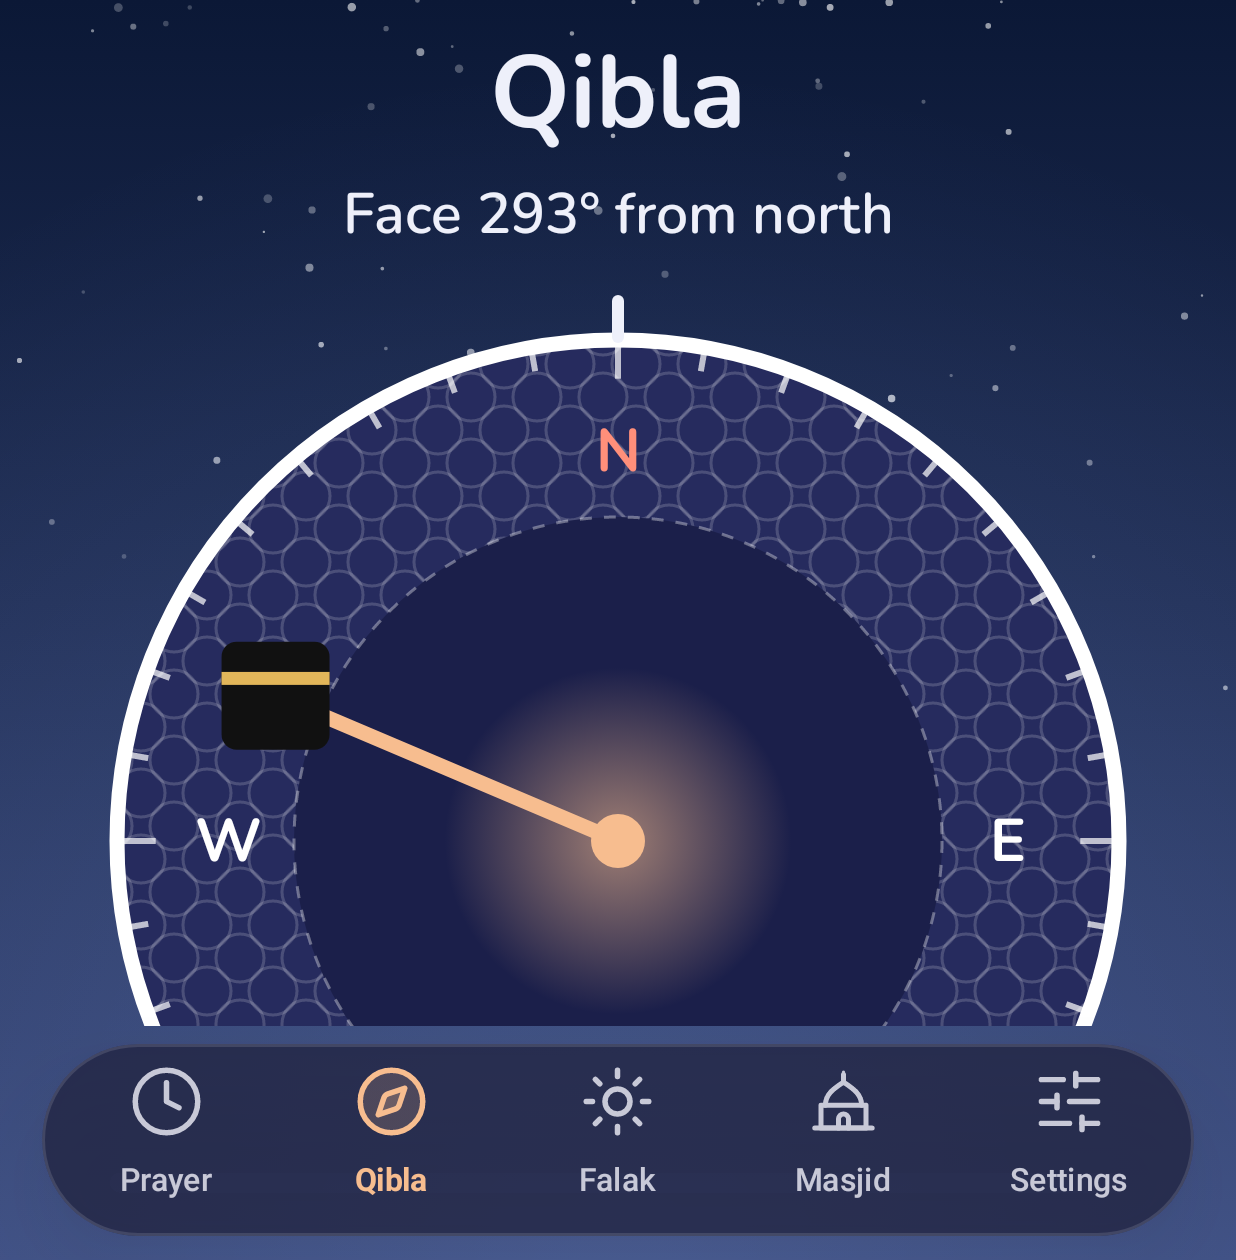 Qibla
Face 293° from north
N
W
E
Prayer
Qibla
Falak
Masjid
Settings